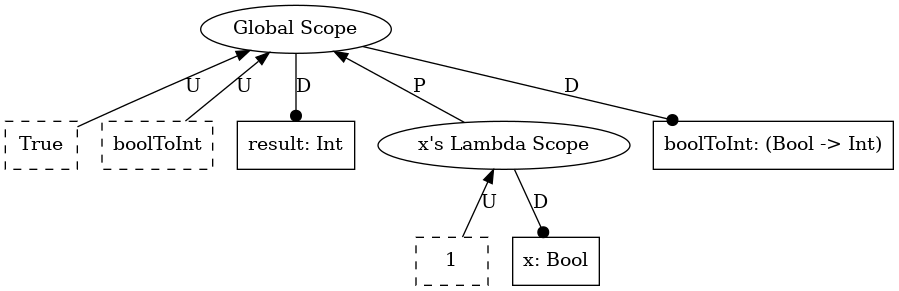 Global Scope
U
U
D
P
D
True
boolToInt
result: Int
x's Lambda Scope
boolToInt: (Bool -> Int)
U
D
1
x: Bool